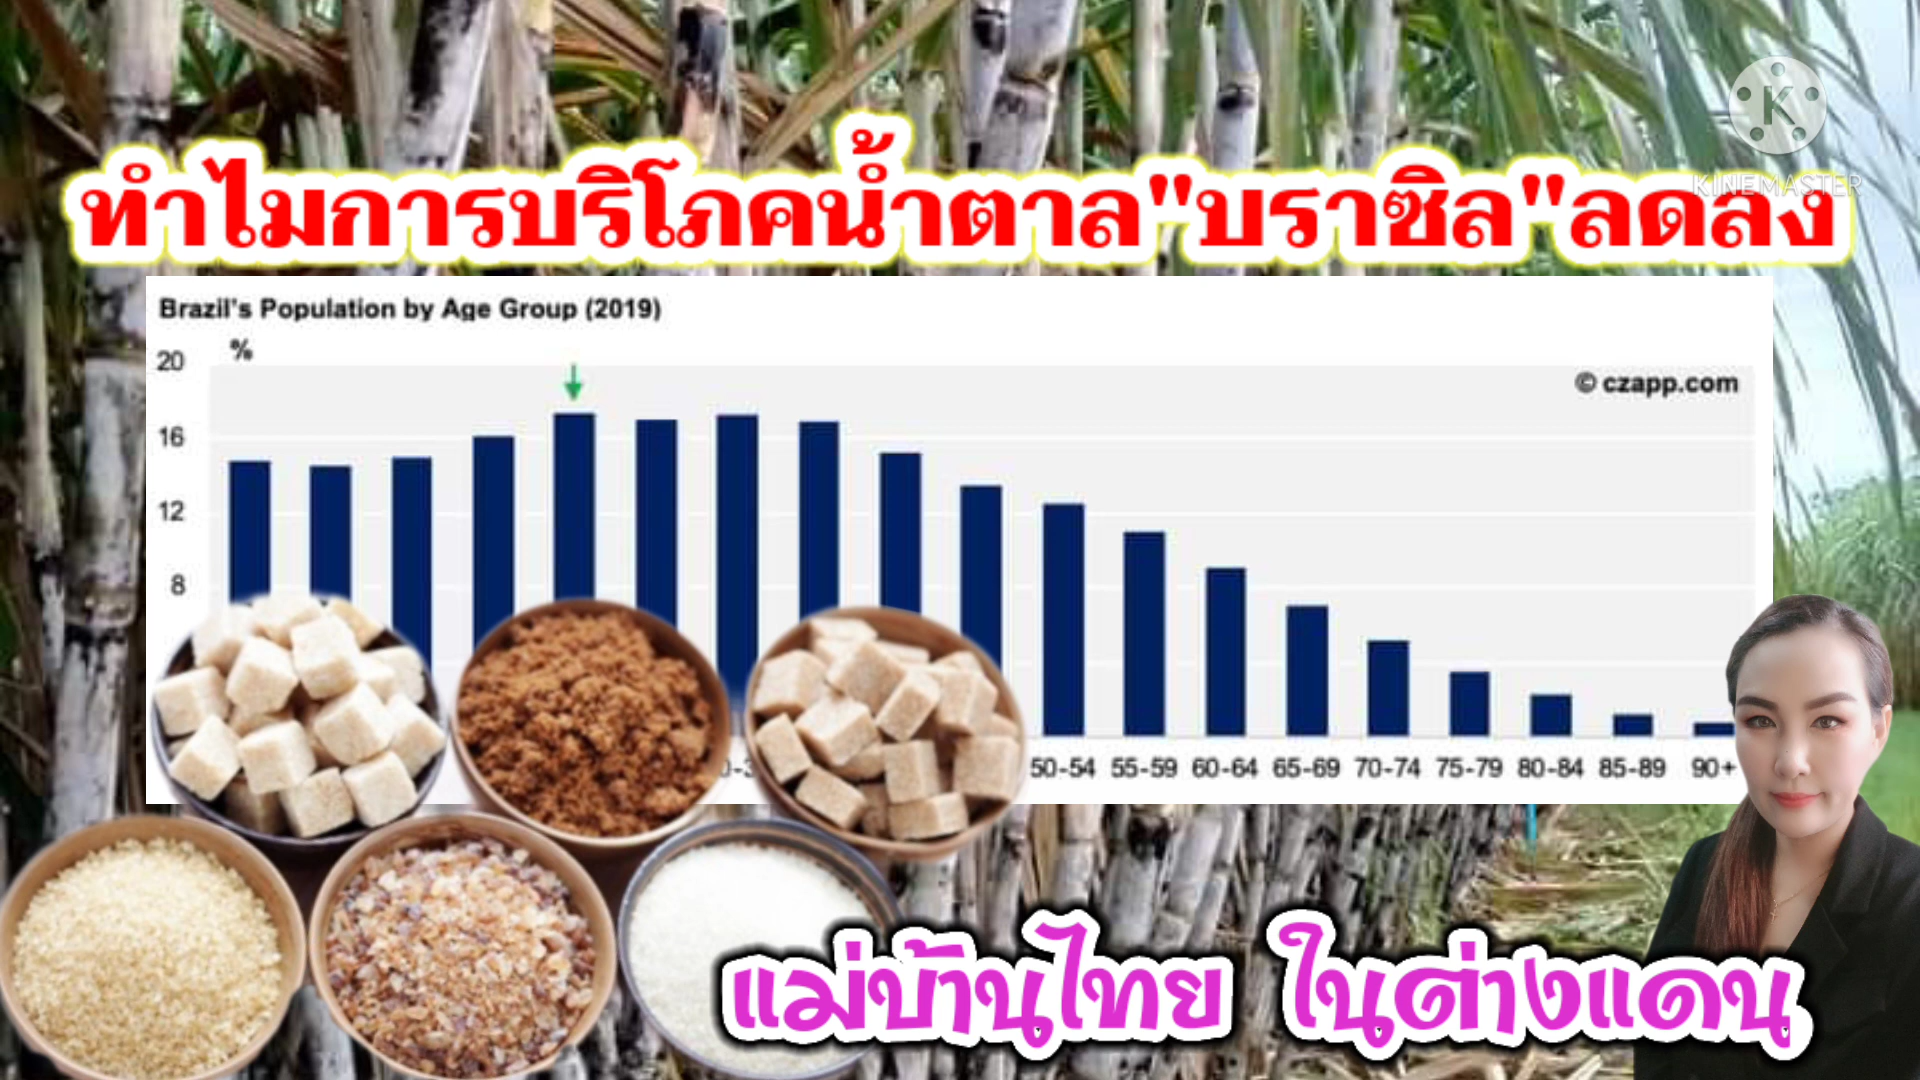 KINEMASTER
ทำไมการบริโภคน้ำตาล"บราซิล"ลดลง
Brazil's Population by Age Group (2019)
%
20
© czapp.com
16
12
8
50-54 55-59 60-64 65-69 70-74 75-79 80-84 85-89 90+
แม่บ้านไทย ในต่างแดน